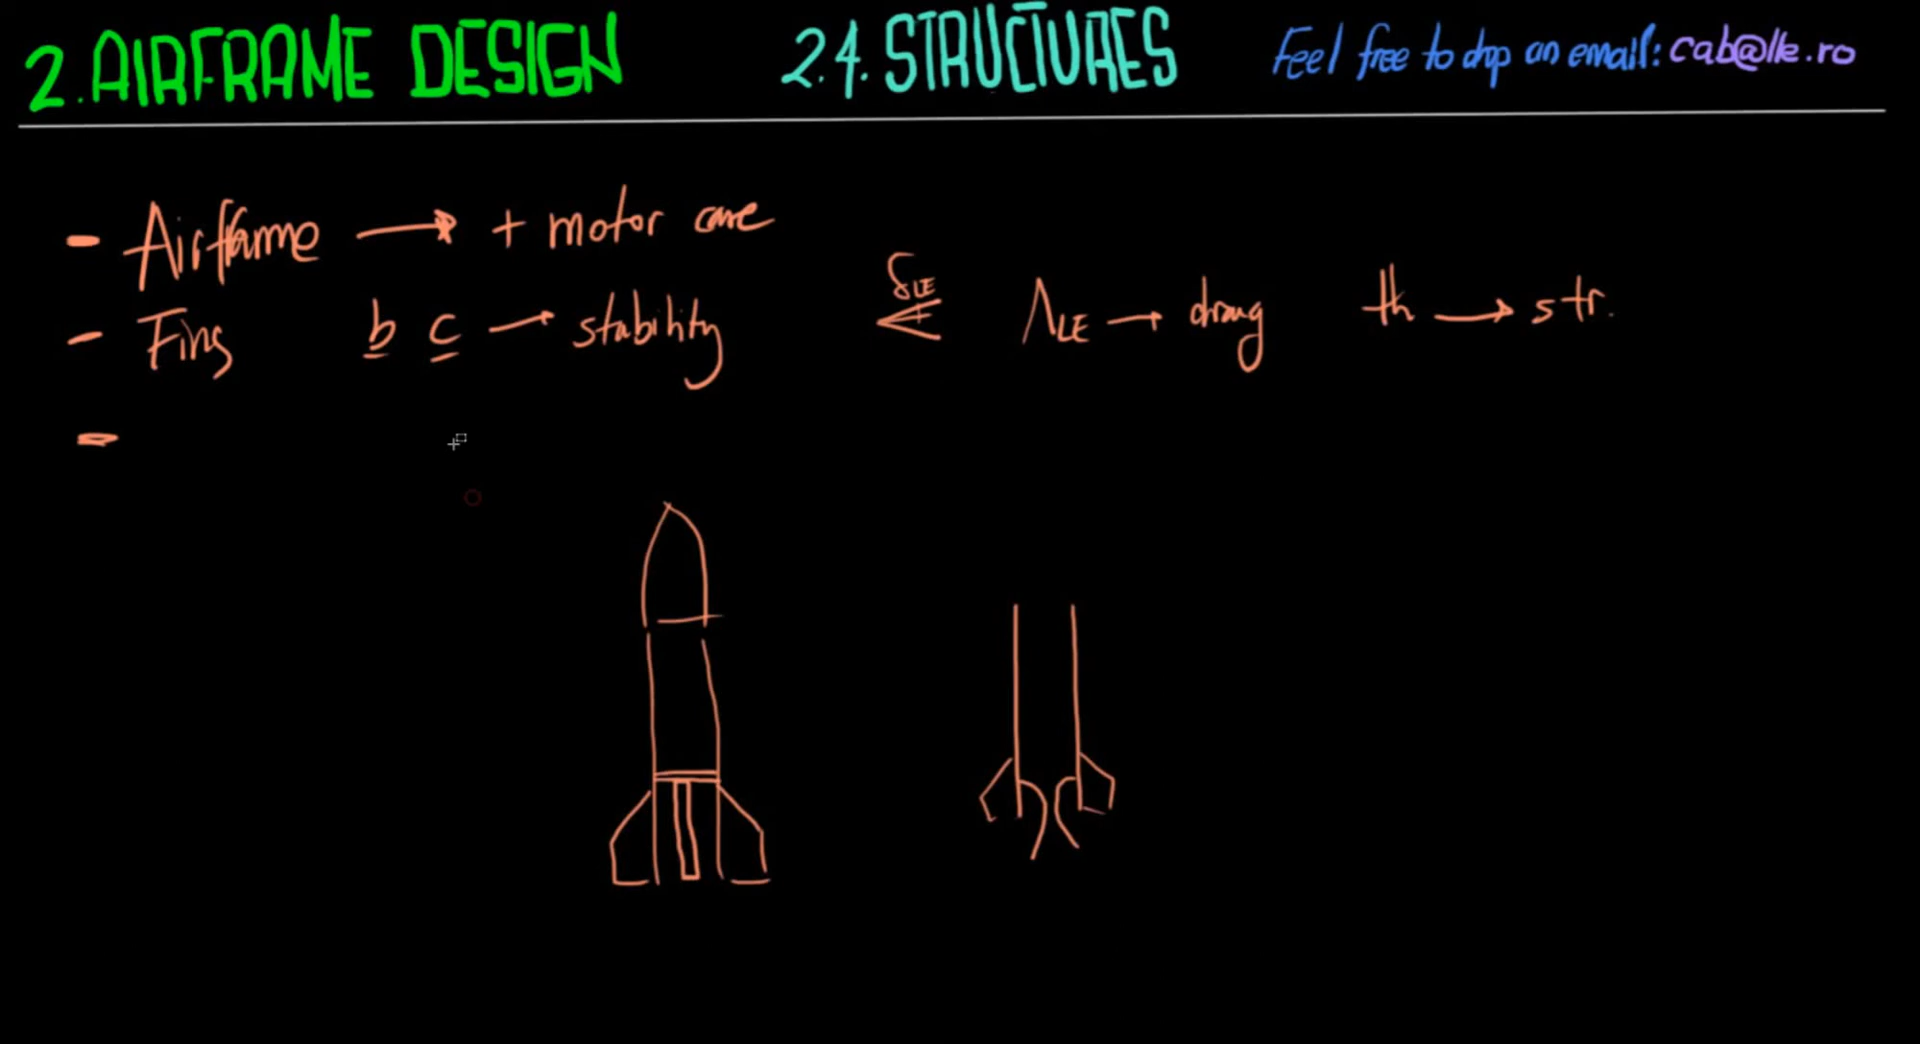 2. AIRFRAME DESIGN 2.4. STRUCTURES Feel free to drop an email: cab@lle.ro
- Airframe → + motor case
- Fins b c → stability δLE ΛLE → drag th → str.
-